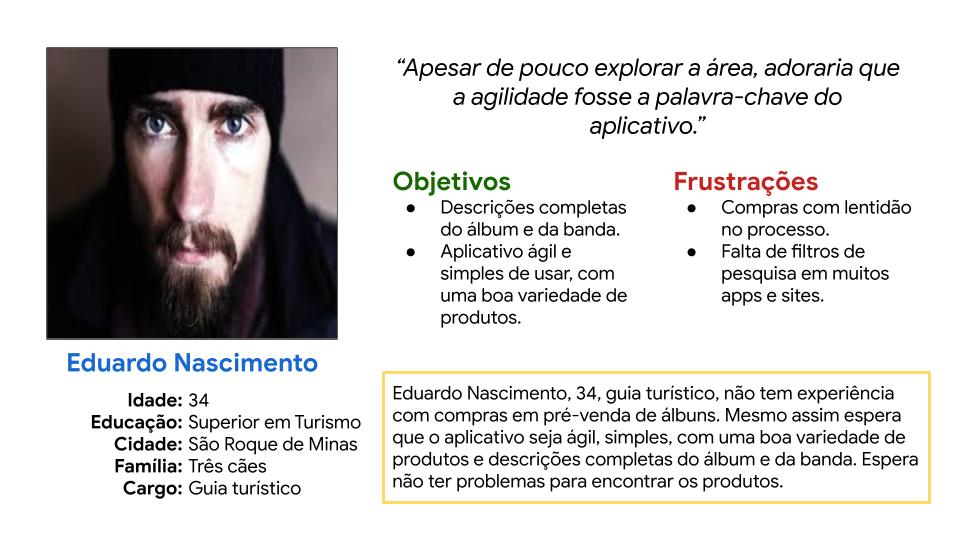 “Apesar de pouco explorar a área, adoraria que
a agilidade fosse a palavra-chave do
aplicativo.”
Objetivos
● Descrições completas
do álbum e da banda.
● Aplicativo ágil e
simples de usar, com
uma boa variedade de
produtos.
Frustrações
● Compras com lentidão
no processo.
● Falta de filtros de
pesquisa em muitos
apps e sites.
Eduardo Nascimento
Idade: 34
Educação: Superior em Turismo
Cidade: São Roque de Minas
Família: Três cães
Cargo: Guia turístico
Eduardo Nascimento, 34, guia turístico, não tem experiência
com compras em pré-venda de álbuns. Mesmo assim espera
que o aplicativo seja ágil, simples, com uma boa variedade de
produtos e descrições completas do álbum e da banda. Espera
não ter problemas para encontrar os produtos.